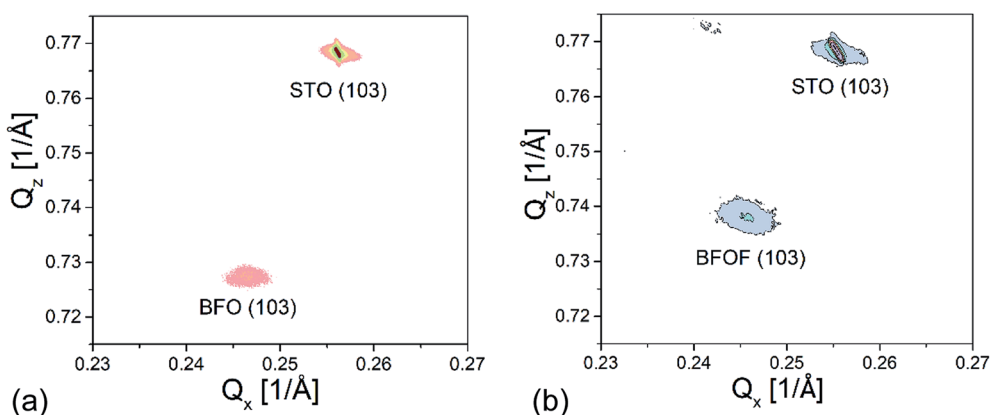 0.77
0.76
0.75
0.74
0.73
0.72
Qz [1/Å]
STO (103)
BFO (103)
0.23
0.24
0.25
0.26
0.27
Qx [1/Å]
(a)
0.77
0.76
0.75
0.74
0.73
0.72
Qz [1/Å]
STO (103)
BFOF (103)
0.23
0.24
0.25
0.26
0.27
Qx [1/Å]
(b)